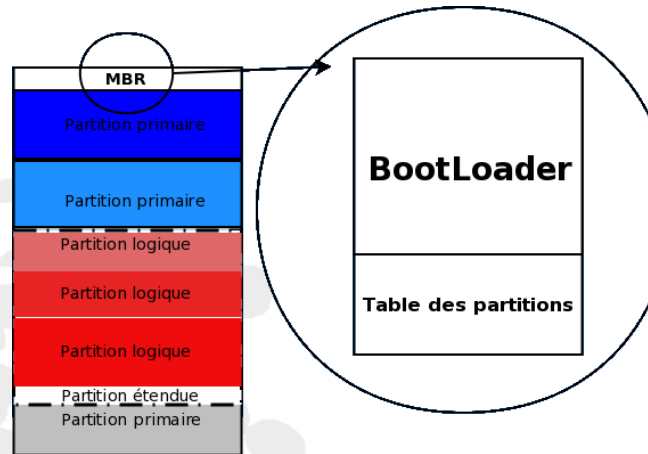 MBR
Partition primaire
Partition primaire
Partition logique
Partition logique
Partition logique
Partition étendue
Partition primaire
BootLoader
Table des partitions